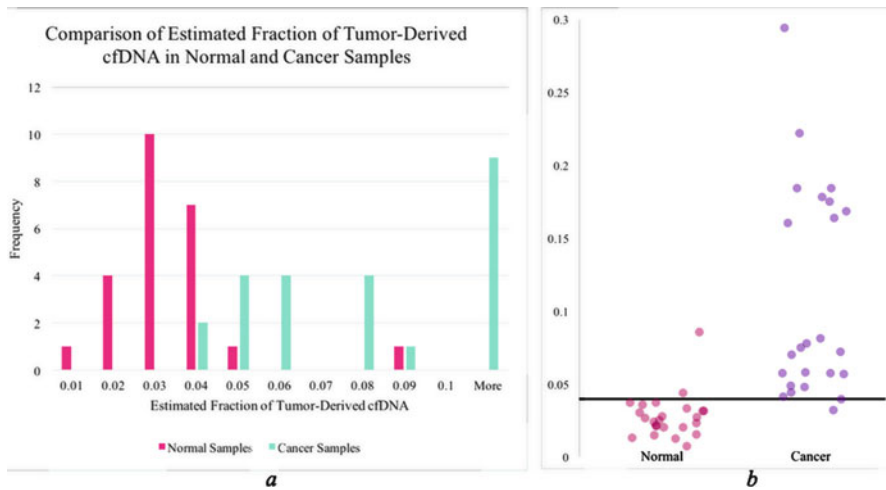 Comparison of Estimated Fraction of Tumor-Derived
cfDNA in Normal and Cancer Samples
12
10
8
6
4
2
0
Frequency
0.01 0.02 0.03 0.04 0.05 0.06 0.07 0.08 0.09 0.1 More
Estimated Fraction of Tumor-Derived cfDNA
Normal Samples Cancer Samples
a
0.3
0.25
0.2
0.15
0.1
0.05
0
Normal Cancer
b